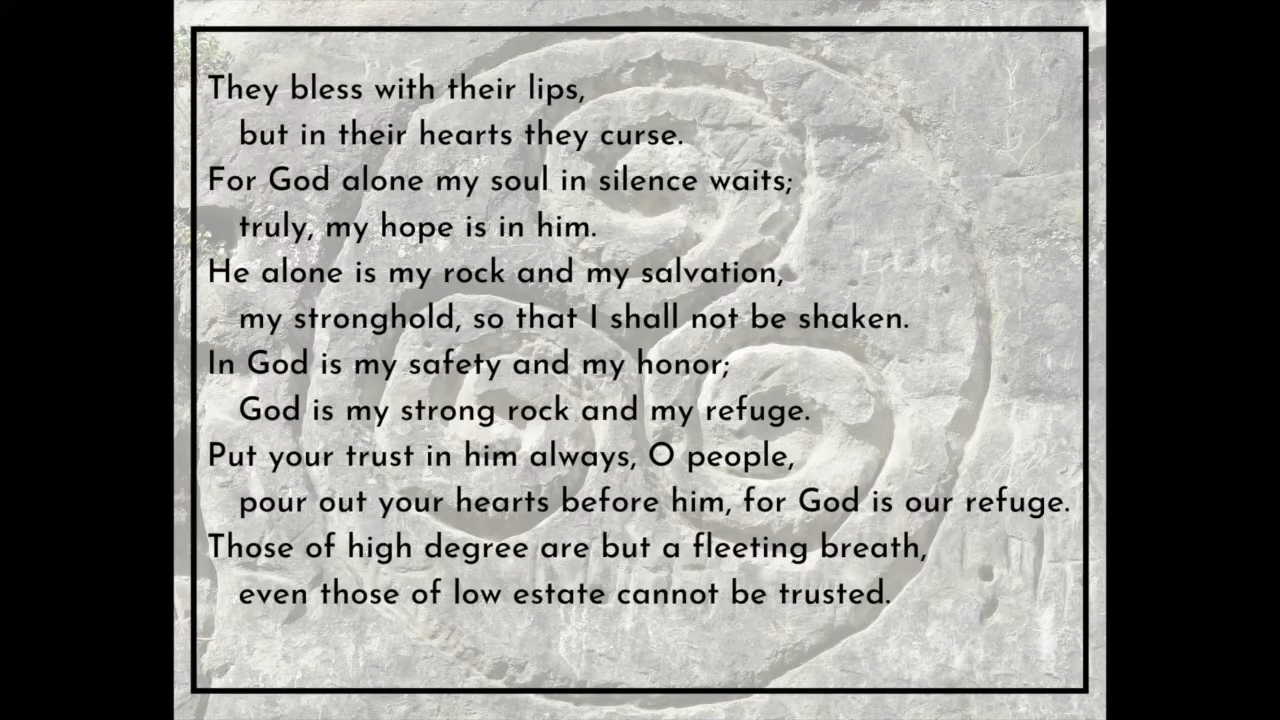 They bless with their lips,
but in their hearts they curse.
For God alone my soul in silence waits;
truly, my hope is in him.
He alone is my rock and my salvation,
my stronghold, so that I shall not be shaken.
In God is my safety and my honor;
God is my strong rock and my refuge.
Put your trust in him always, O people,
pour out your hearts before him, for God is our refuge.
Those of high degree are but a fleeting breath,
even those of low estate cannot be trusted.